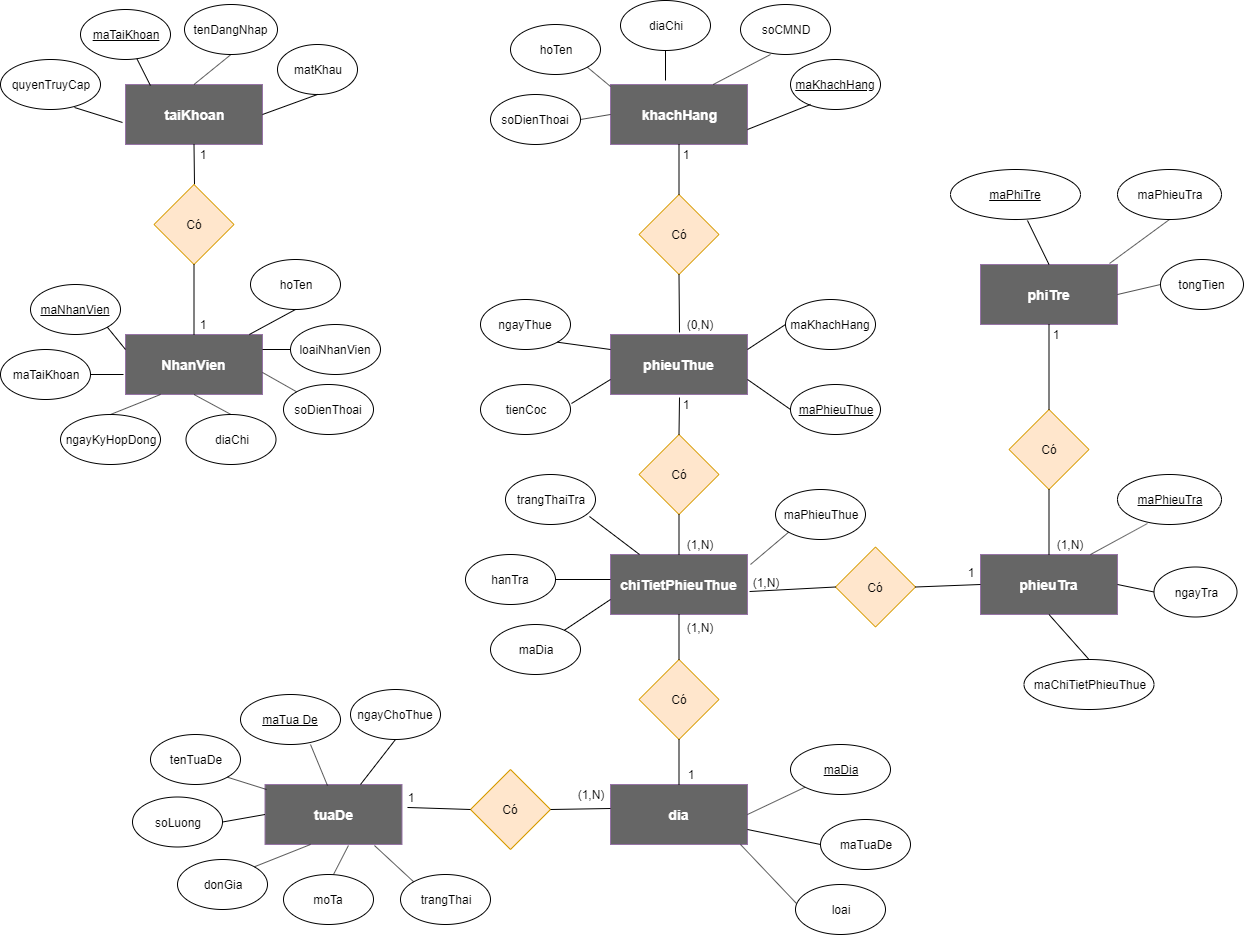 maTaiKhoan
tenDangNhap
quyenTruyCap
matKhau
taiKhoan
1
Có
1
maNhanVien
hoTen
loaiNhanVien
maTaiKhoan
NhanVien
soDienThoai
ngayKyHopDong
diaChi
diaChi
soCMND
hoTen
maKhachHang
soDienThoai
khachHang
1
Có
(0,N)
ngayThue
maKhachHang
phieuThue
tienCoc
maPhieuThue
1
Có
(1,N)
trangThaiTra
maPhieuThue
hanTra
chiTietPhieuThue
maDia
(1,N)
Có
1
(1,N)
Có
1
maPhiTre
maPhieuTra
phiTre
tongTien
1
Có
(1,N)
maPhieuTra
phieuTra
ngayTra
maChiTietPhieuThue
maTua De
ngayChoThue
tenTuaDe
soLuong
tuaDe
donGia
moTa
trangThai
1
Có
(1,N)
dia
maDia
maTuaDe
loai